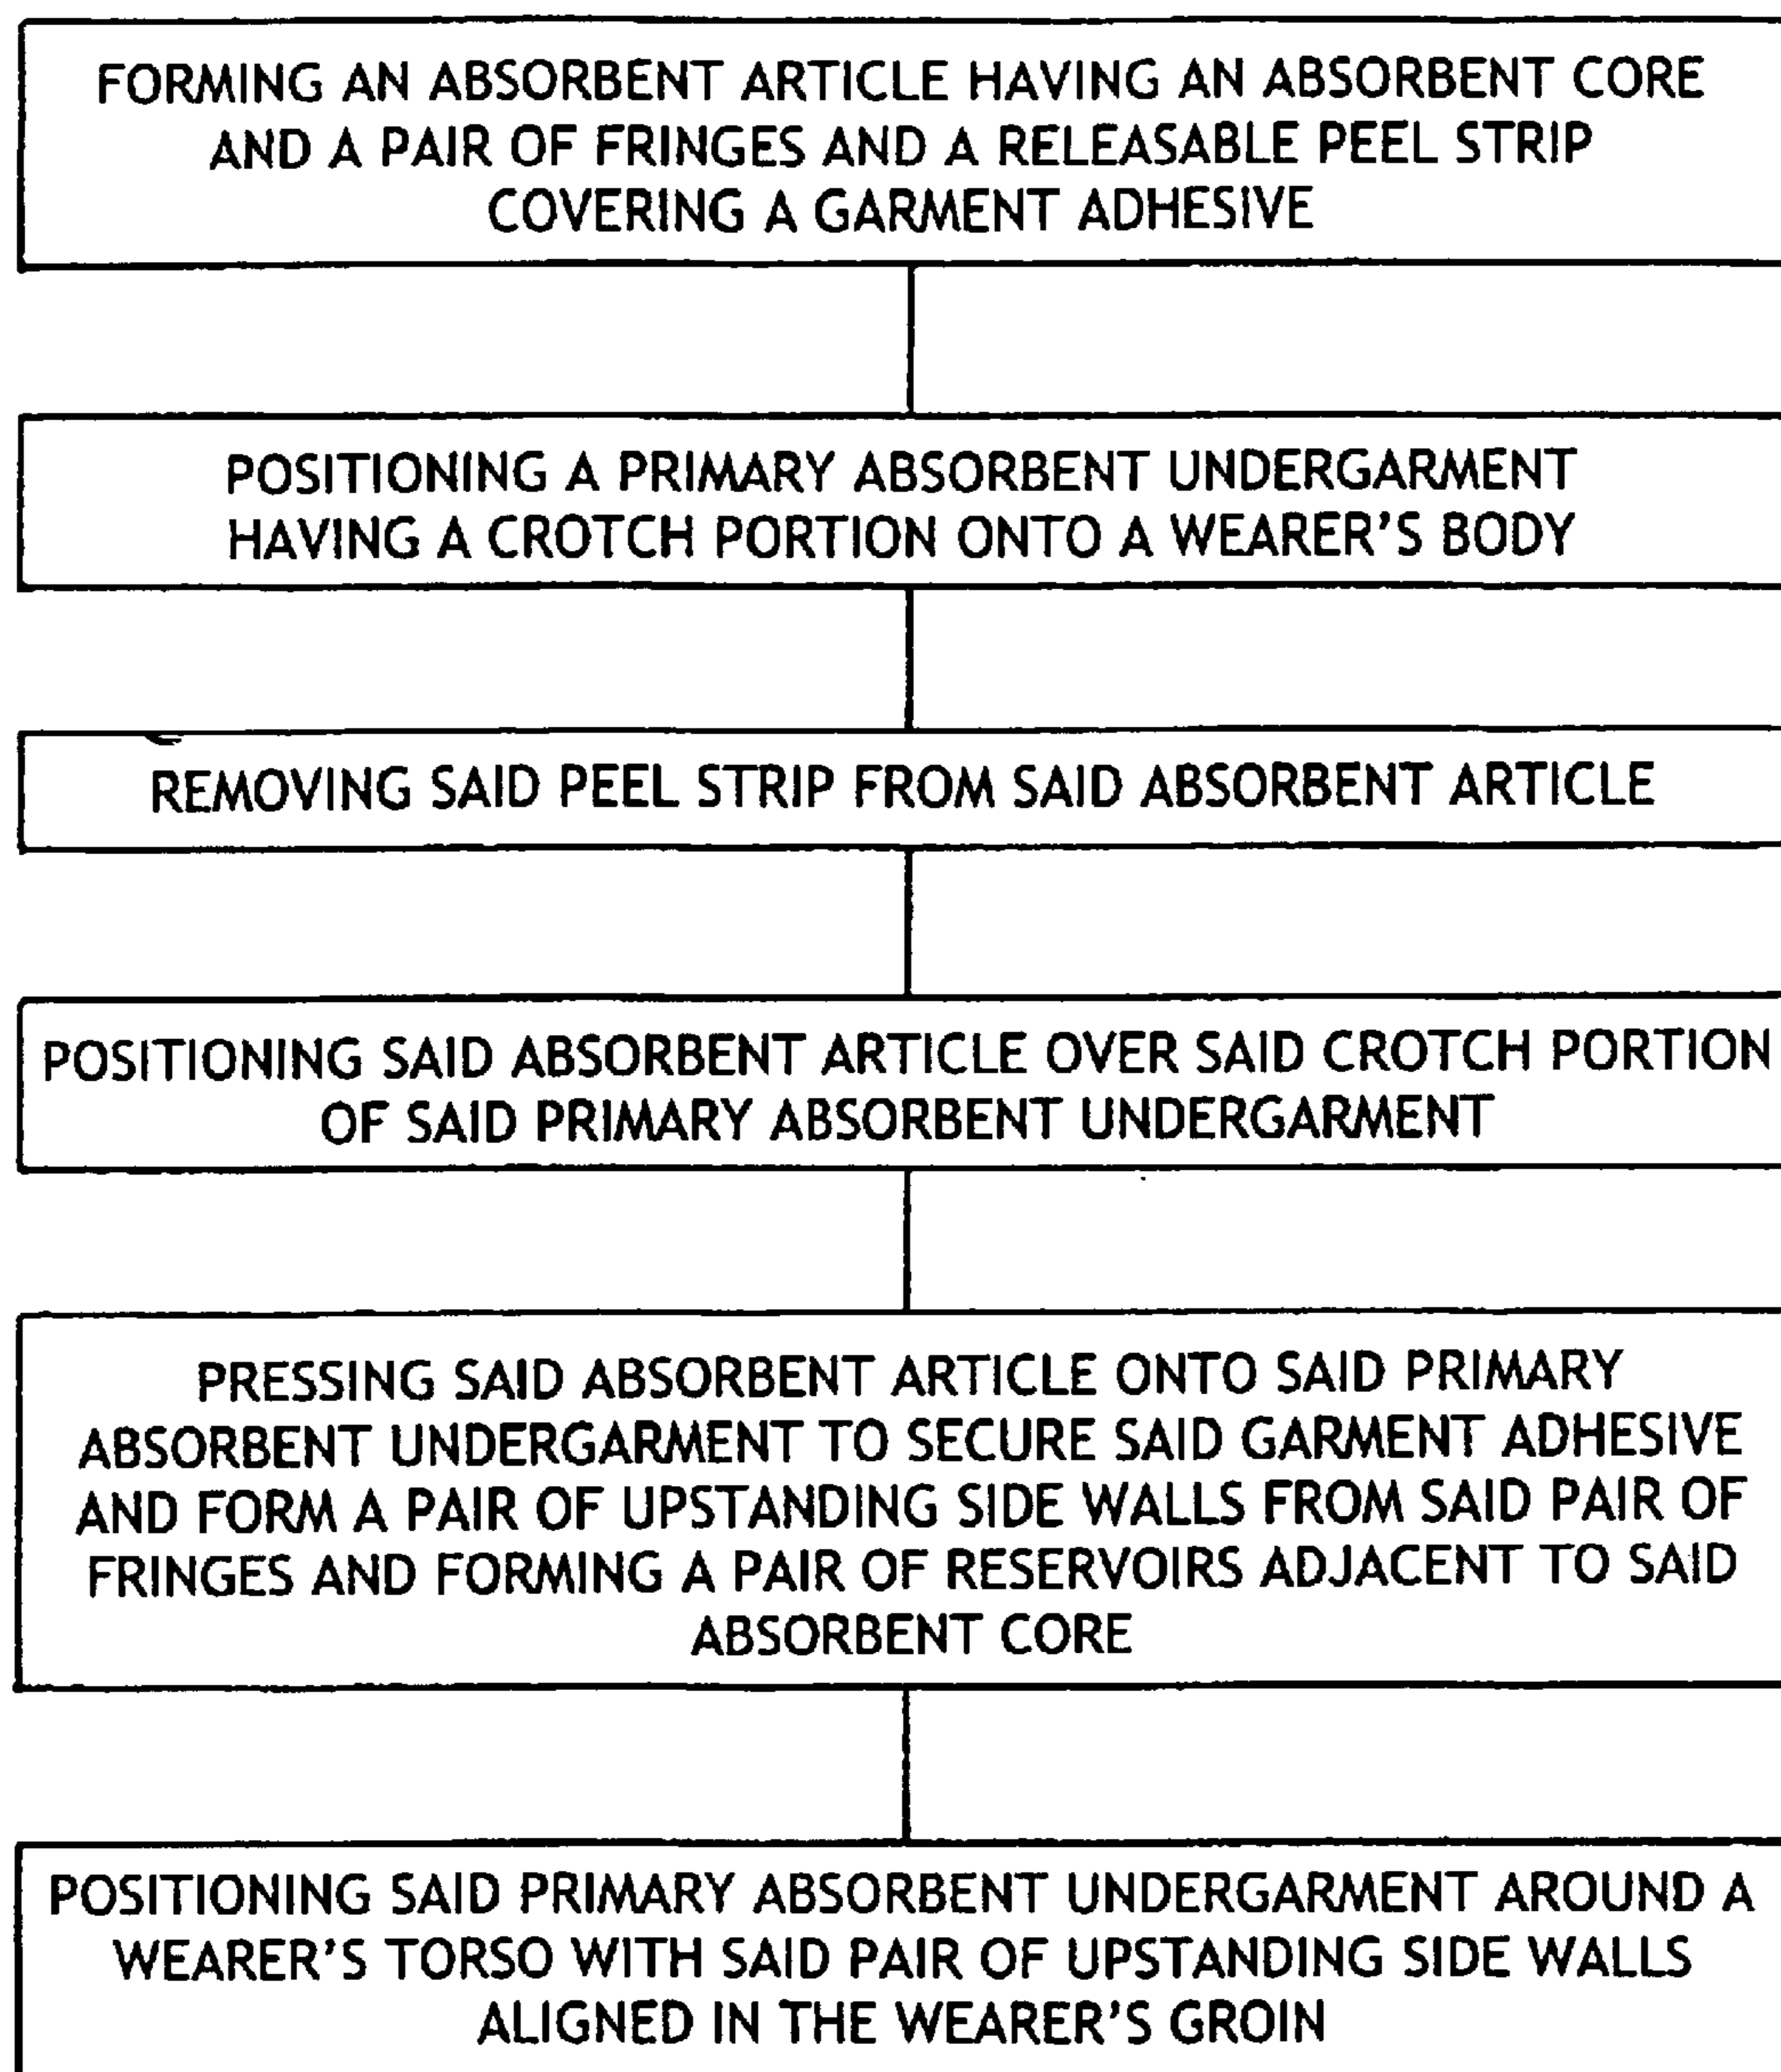 FORMING AN ABSORBENT ARTICLE HAVING AN ABSORBENT CORE
AND A PAIR OF FRINGES AND A RELEASABLE PEEL STRIP
COVERING A GARMENT ADHESIVE
POSITIONING A PRIMARY ABSORBENT UNDERGARMENT
HAVING A CROTCH PORTION ONTO A WEARER'S BODY
REMOVING SAID PEEL STRIP FROM SAID ABSORBENT ARTICLE
POSITIONING SAID ABSORBENT ARTICLE OVER SAID CROTCH PORTION
OF SAID PRIMARY ABSORBENT UNDERGARMENT
PRESSING SAID ABSORBENT ARTICLE ONTO SAID PRIMARY
ABSORBENT UNDERGARMENT TO SECURE SAID GARMENT ADHESIVE
AND FORM A PAIR OF UPSTANDING SIDE WALLS FROM SAID PAIR OF
FRINGES AND FORMING A PAIR OF RESERVOIRS ADJACENT TO SAID
ABSORBENT CORE
POSITIONING SAID PRIMARY ABSORBENT UNDERGARMENT AROUND A
WEARER'S TORSO WITH SAID PAIR OF UPSTANDING SIDE WALLS
ALIGNED IN THE WEARER'S GROIN